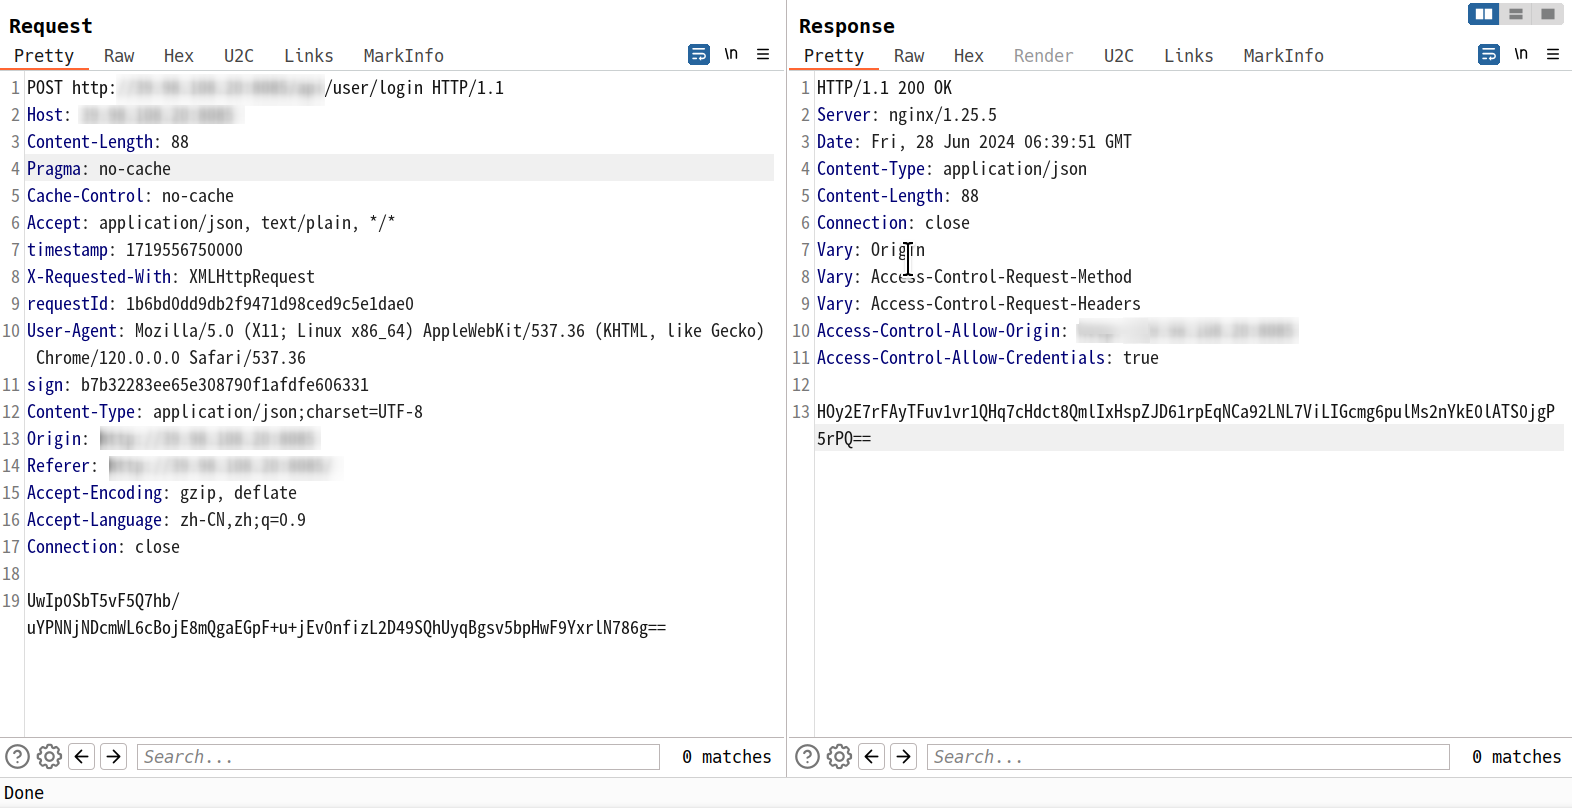 Request
Pretty Raw Hex U2C Links MarkInfo \n
1 POST http: /user/login HTTP/1.1
2 Host:
3 Content-Length: 88
4 Pragma: no-cache
5 Cache-Control: no-cache
6 Accept: application/json, text/plain, */*
7 timestamp: 1719556750000
8 X-Requested-With: XMLHttpRequest
9 requestId: 1b6bd0dd9db2f9471d98ced9c5e1dae0
10 User-Agent: Mozilla/5.0 (X11; Linux x86_64) AppleWebKit/537.36 (KHTML, like Gecko)
Chrome/120.0.0.0 Safari/537.36
11 sign: b7b32283ee65e308790f1afdfe606331
12 Content-Type: application/json;charset=UTF-8
13 Origin:
14 Referer:
15 Accept-Encoding: gzip, deflate
16 Accept-Language: zh-CN,zh;q=0.9
17 Connection: close
18
19 UwIp0SbT5vF5Q7hb/
uYPNNjNDcmWL6cBojE8mQgaEGpF+u+jEvOnfizL2D49SQhUyqBgsv5bpHwF9YxrlN786g==
Search...
0 matches
Response
Pretty Raw Hex Render U2C Links MarkInfo \n
1 HTTP/1.1 200 OK
2 Server: nginx/1.25.5
3 Date: Fri, 28 Jun 2024 06:39:51 GMT
4 Content-Type: application/json
5 Content-Length: 88
6 Connection: close
7 Vary: Origin
8 Vary: Access-Control-Request-Method
9 Vary: Access-Control-Request-Headers
10 Access-Control-Allow-Origin:
11 Access-Control-Allow-Credentials: true
12
13 HOy2E7rFAyTFuv1vr1QHq7cHdct8QmlIxHspZJD61rpEqNCa92LNL7ViLIGcmg6pulMs2nYkE0lATS0jgP
5rPQ==
Search...
0 matches
Done